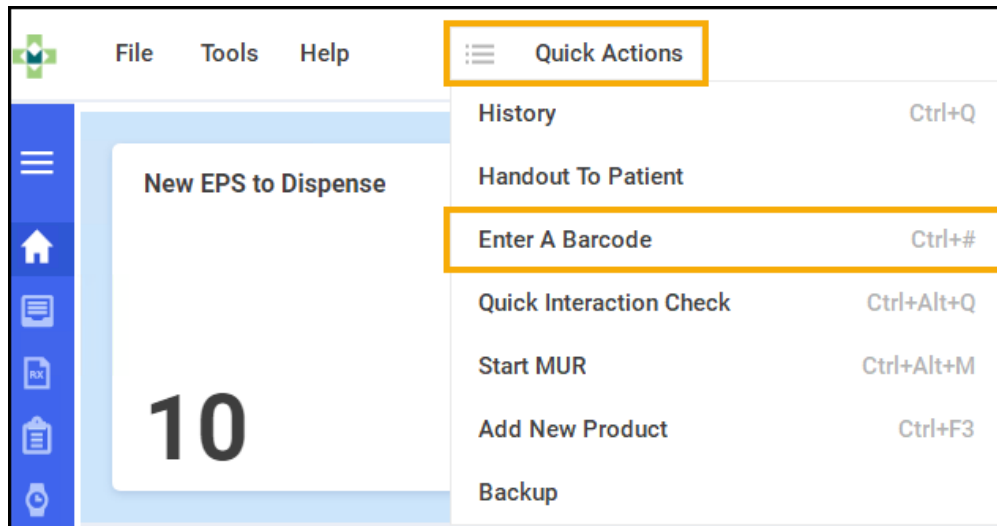 File Tools Help Quick Actions
History Ctrl+Q
New EPS to Dispense
Handout To Patient
Enter A Barcode Ctrl+#
Quick Interaction Check Ctrl+Alt+Q
RX
Start MUR Ctrl+Alt+M
10
Add New Product Ctrl+F3
Backup